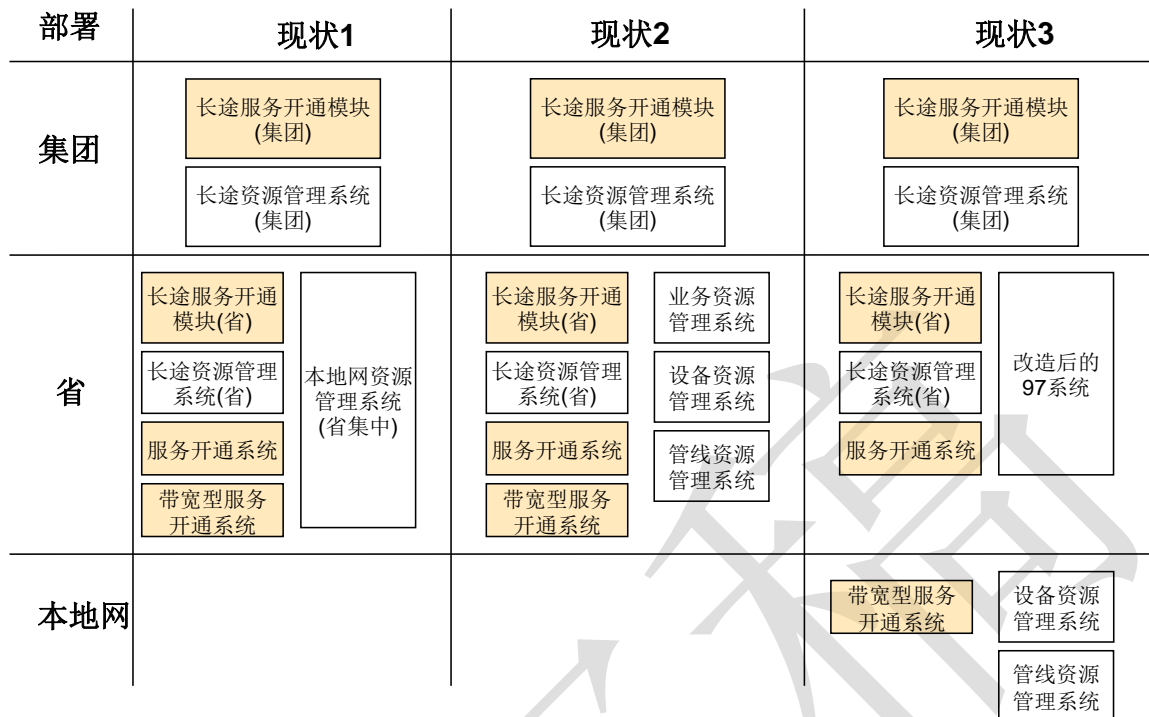 部署
现状1
现状2
现状3
集团
长途服务开通模块
(集团)
长途资源管理系统
(集团)
长途服务开通模块
(集团)
长途资源管理系统
(集团)
长途服务开通模块
(集团)
长途资源管理系统
(集团)
省
长途服务开通
模块(省)
长途资源管理
系统(省)
服务开通系统
带宽型服务
开通系统
本地网资源
管理系统
(省集中)
长途服务开通
模块(省)
长途资源管理
系统(省)
服务开通系统
带宽型服务
开通系统
业务资源
管理系统
设备资源
管理系统
管线资源
管理系统
长途服务开通
模块(省)
长途资源管理
系统(省)
服务开通系统
改造后的
97系统
本地网
带宽型服务
开通系统
设备资源
管理系统
管线资源
管理系统
稿